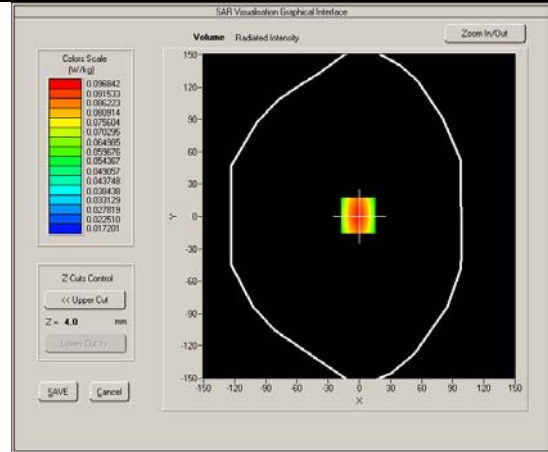 SAR Visualisation Graphical Interface
Volume Radiated Intensity
Zoom In/Out
Colors Scale
(W/kg)
0.096842
0.091533
0.086223
0.080914
0.075604
0.070295
0.064985
0.059676
0.054367
0.049057
0.043748
0.038438
0.033129
0.027819
0.022510
0.017201
Z Cuts Control
<< Upper Cut
Z = 4.0 mm
Lower Cut >>
SAVE Cancel
150
120
90
60
30
0
-30
-60
-90
-120
-150
Y
-150 -120 -90 -60 -30 0 30 60 90 120 150
X